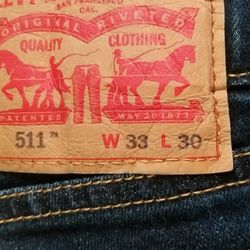 SAN FRANCISCO
CAL.
ORIGINAL RIVETED
QUALITY CLOTHING
PATENTED MAY 20 1873
511™ W 33 L 30